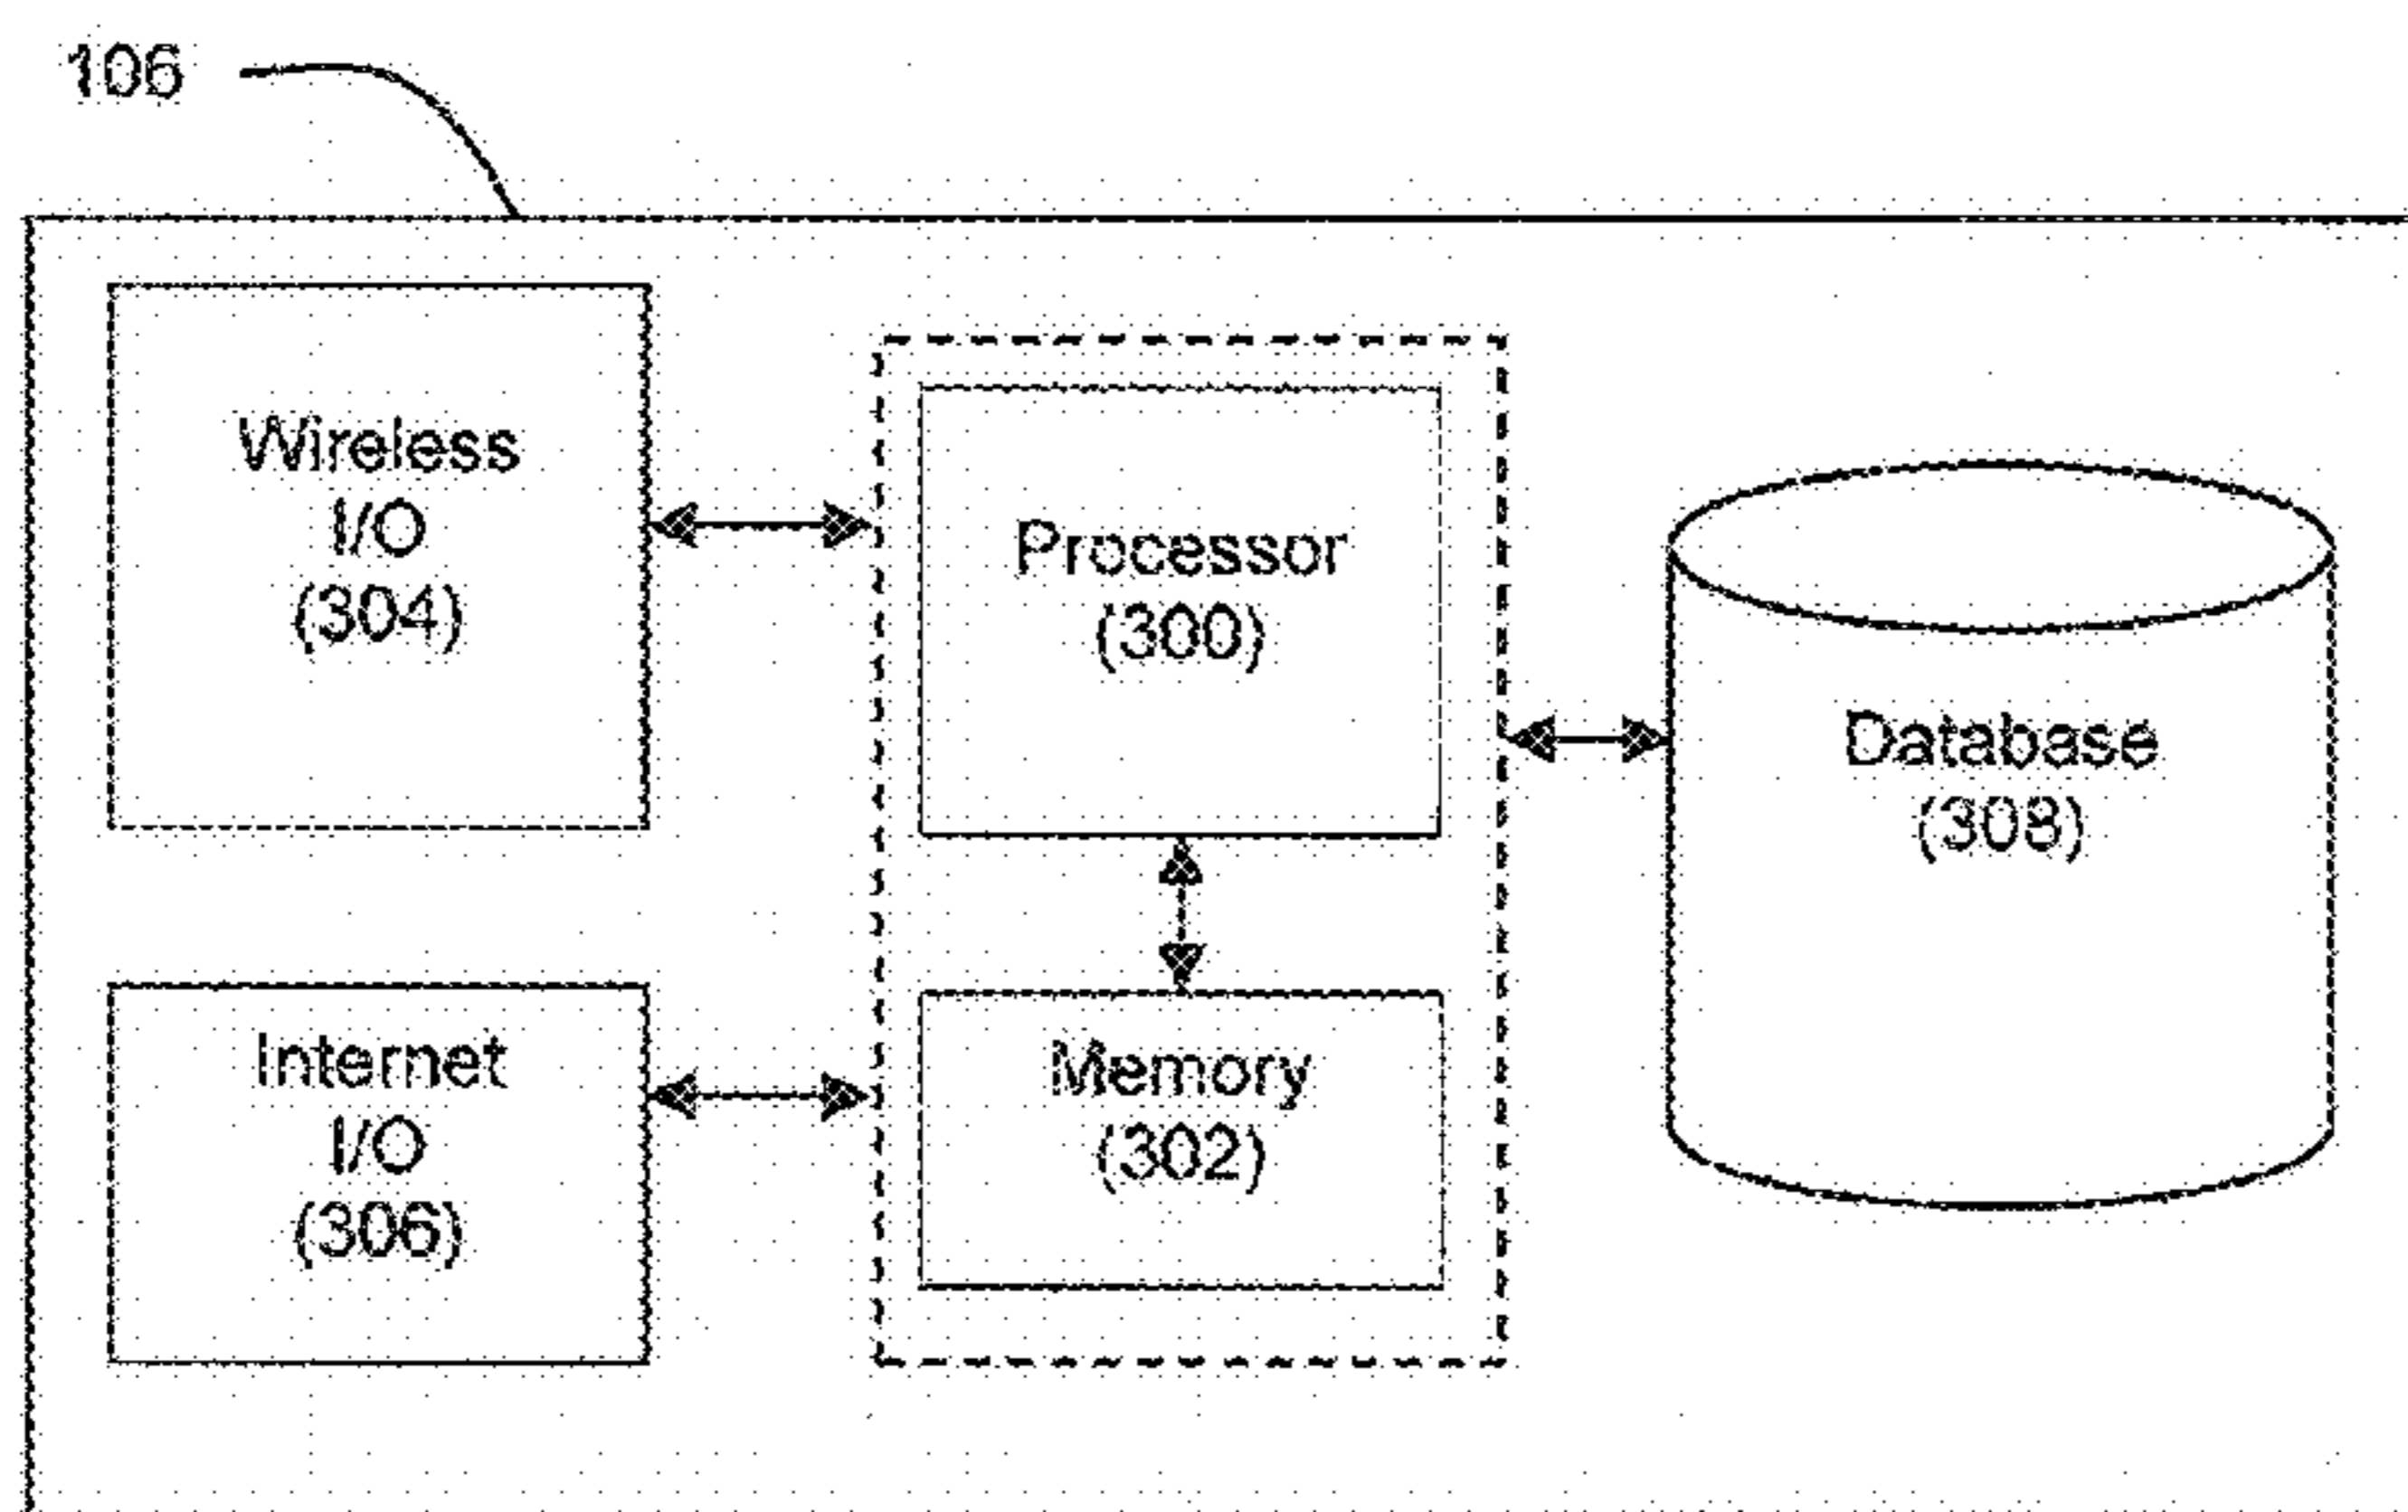 106
Wireless
I/O
(304)
Processor
(300)
Database
(308)
Internet
I/O
(306)
Memory
(302)